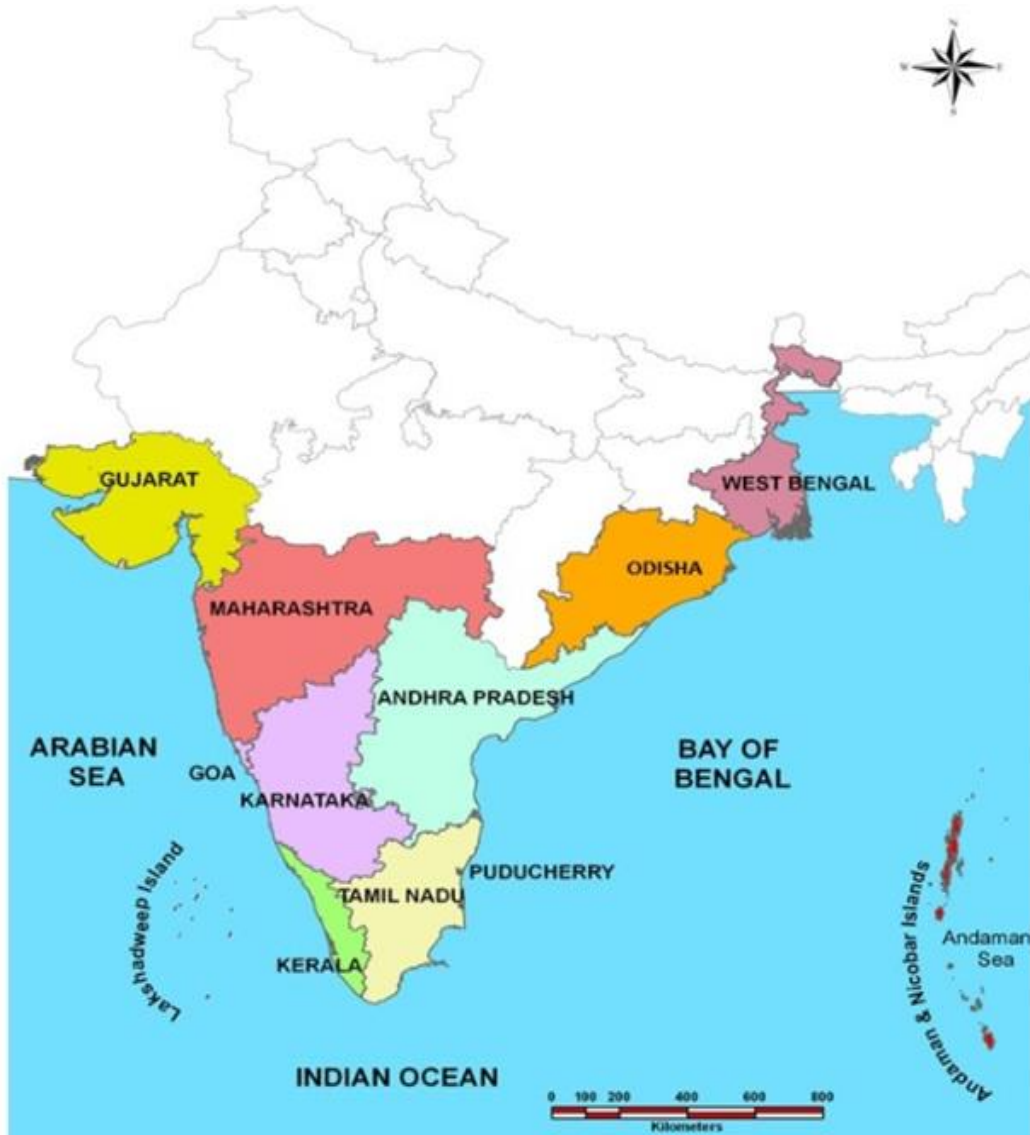 N
W E
S
GUJARAT
WEST BENGAL
ODISHA
MAHARASHTRA
ANDHRA PRADESH
ARABIAN
SEA
BAY OF
BENGAL
GOA
KARNATAKA
PUDUCHERRY
TAMIL NADU
KERALA
Lakshadweep Island
Andaman & Nicobar Islands
Andaman
Sea
INDIAN OCEAN
0 100 200 400 600 800
Kilometers